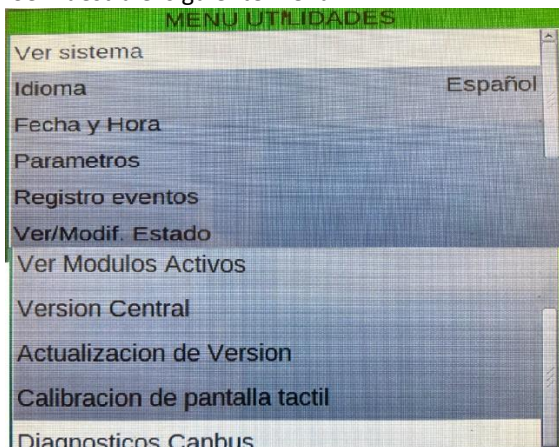 MENU UTILIDADES
Ver sistema
Idioma Español
Fecha y Hora
Parametros
Registro eventos
Ver/Modif. Estado
Ver Modulos Activos
Version Central
Actualizacion de Version
Calibracion de pantalla tactil
Diagnosticos Canbus